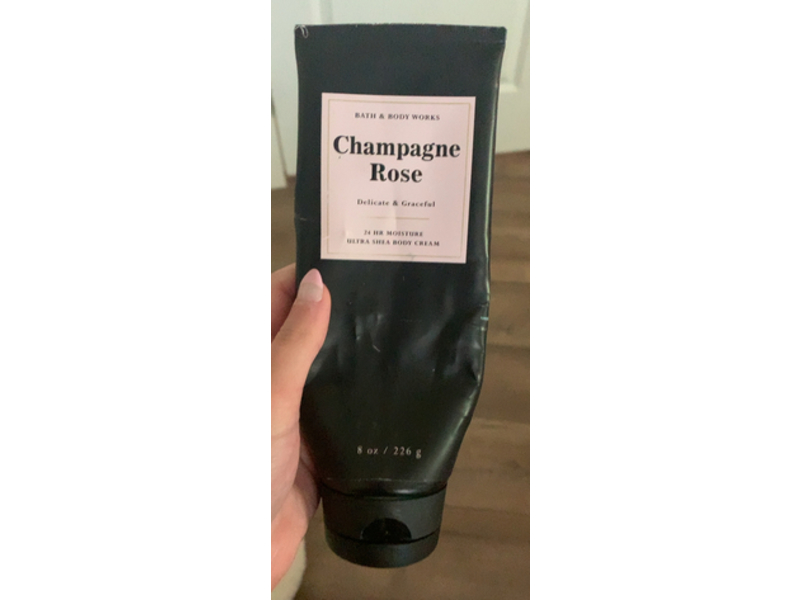 BATH & BODY WORKS
Champagne
Rose
Delicate & Graceful
24 HR MOISTURE
ULTRA SHEA BODY CREAM
8 oz / 226 g